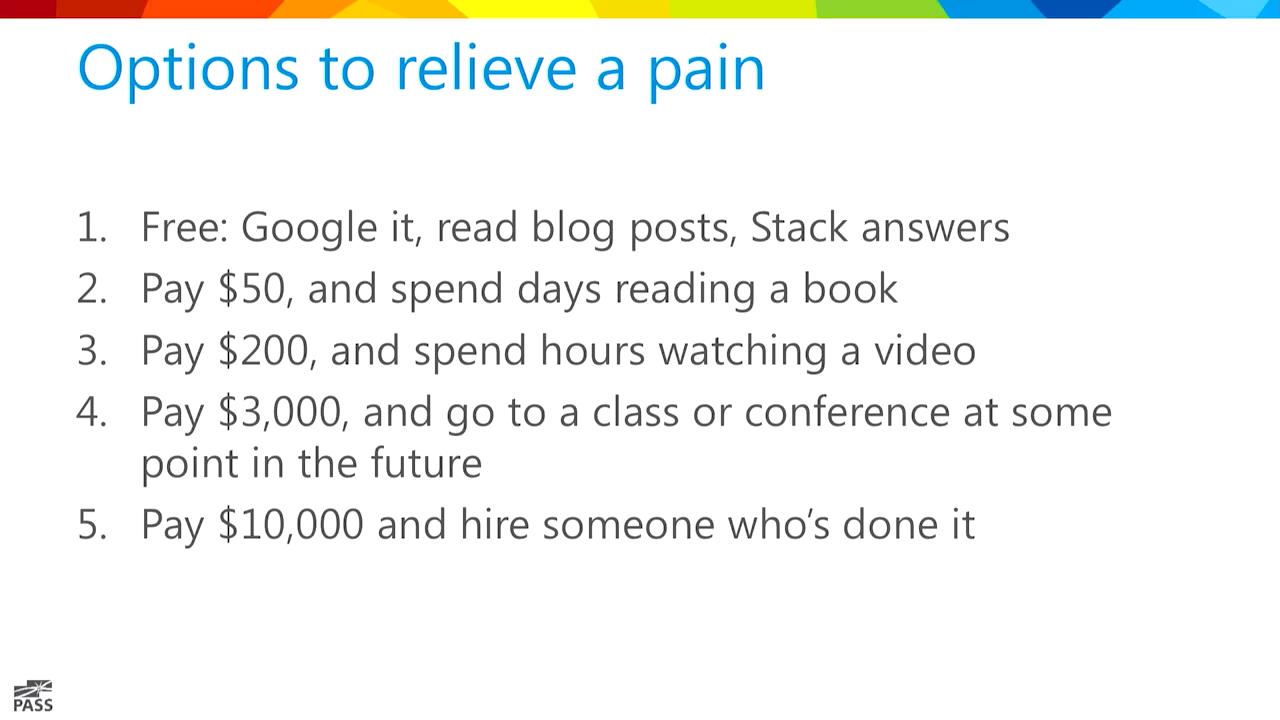 Options to relieve a pain
1. Free: Google it, read blog posts, Stack answers
2. Pay $50, and spend days reading a book
3. Pay $200, and spend hours watching a video
4. Pay $3,000, and go to a class or conference at some
point in the future
5. Pay $10,000 and hire someone who’s done it
PASS